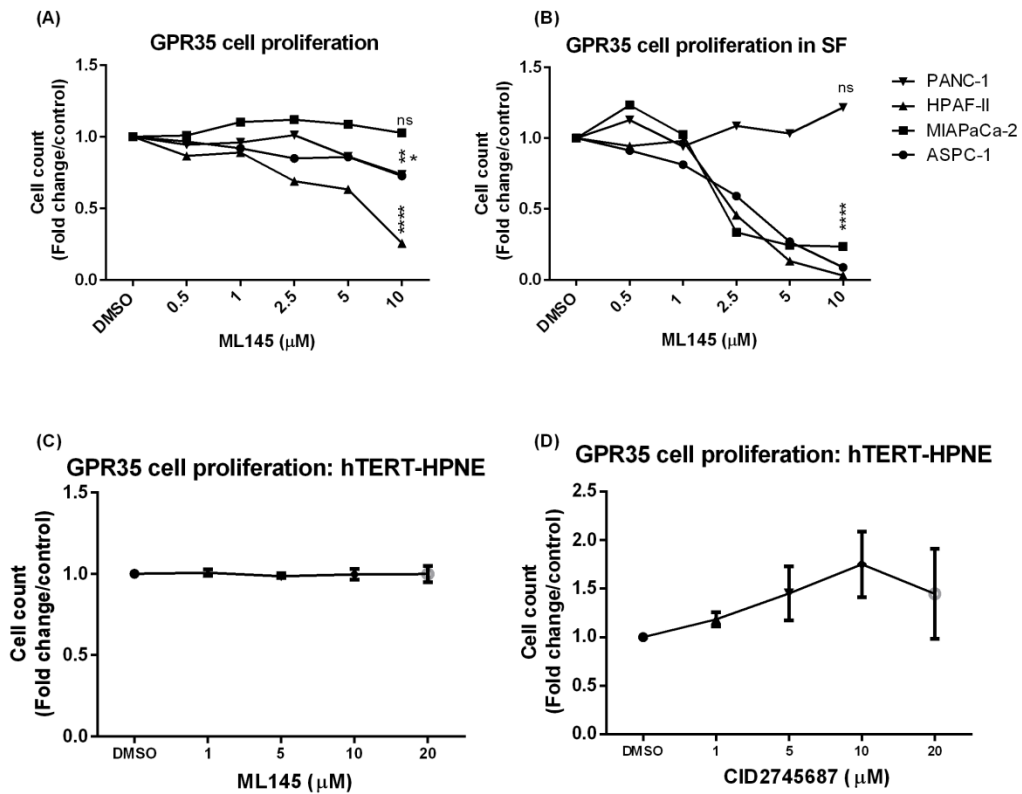 (A)
GPR35 cell proliferation
Cell count
(Fold change/control)
1.5
1.0
0.5
0.0
ns
**
*
****
DMSO
0.5
1
2.5
5
10
ML145 (μM)
(B)
GPR35 cell proliferation in SF
Cell count
(Fold change/control)
1.5
1.0
0.5
0.0
ns
****
DMSO
0.5
1
2.5
5
10
ML145 (μM)
PANC-1
HPAF-II
MIAPaCa-2
ASPC-1
(C)
GPR35 cell proliferation: hTERT-HPNE
Cell count
(Fold change/control)
1.5
1.0
0.5
0.0
DMSO
1
5
10
20
ML145 (μM)
(D)
GPR35 cell proliferation: hTERT-HPNE
Cell count
(Fold change/control)
2.5
2.0
1.5
1.0
0.5
0.0
DMSO
1
5
10
20
CID2745687 (μM)